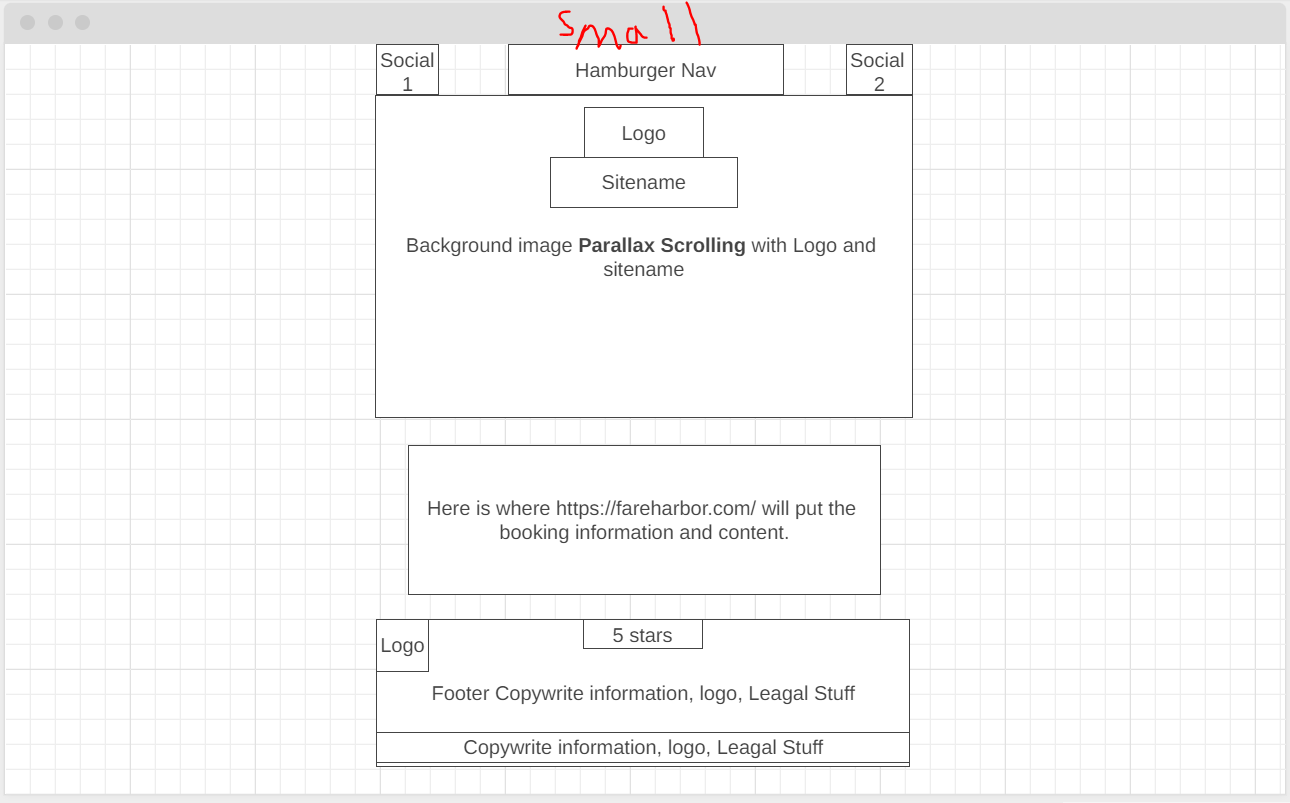 Small
Social
1
Hamburger Nav
Social
2
Logo
Sitename
Background image Parallax Scrolling with Logo and
sitename
Here is where https://fareharbor.com/ will put the
booking information and content.
Logo
5 stars
Footer Copywrite information, logo, Leagal Stuff
Copywrite information, logo, Leagal Stuff